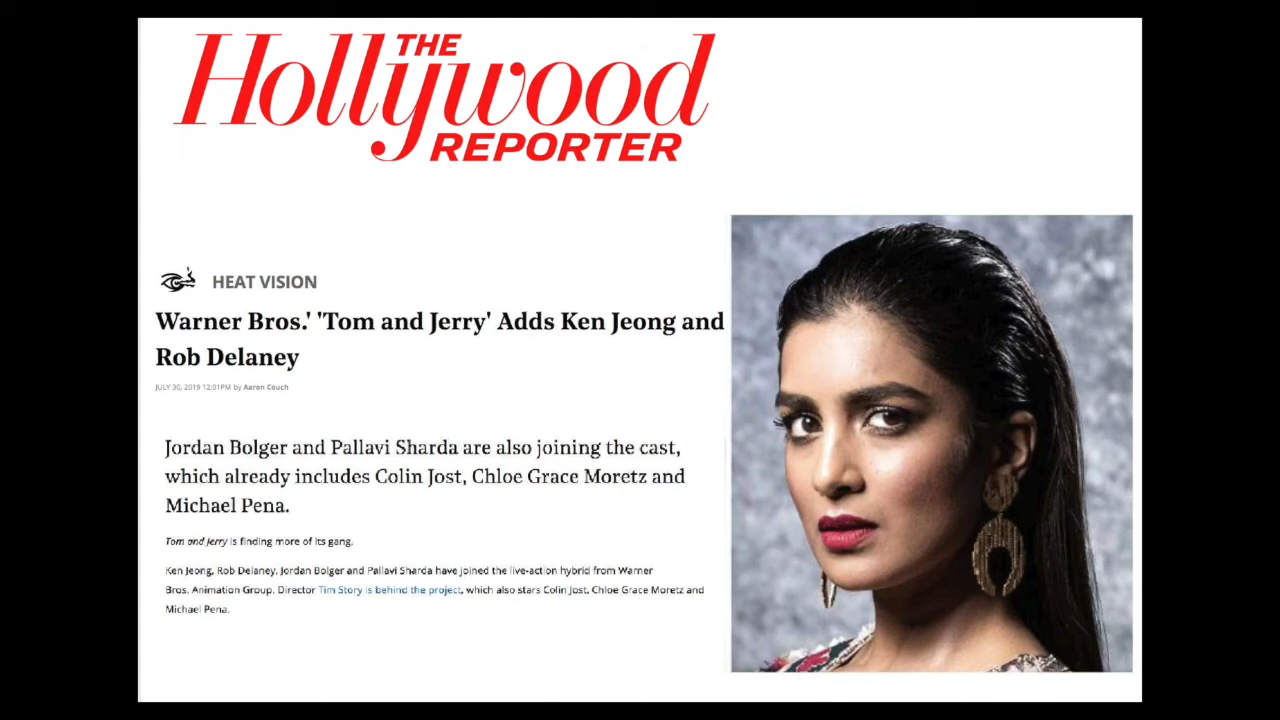 THE
Hollywood
REPORTER
HEAT VISION
Warner Bros.' 'Tom and Jerry' Adds Ken Jeong and
Rob Delaney
JULY 30, 2019 12:01PM by Aaron Couch
Jordan Bolger and Pallavi Sharda are also joining the cast,
which already includes Colin Jost, Chloe Grace Moretz and
Michael Pena.
Tom and Jerry is finding more of its gang.
Ken Jeong, Rob Delaney, Jordan Bolger and Pallavi Sharda have joined the live-action hybrid from Warner
Bros. Animation Group. Director Tim Story is behind the project, which also stars Colin Jost, Chloe Grace Moretz and
Michael Pena.